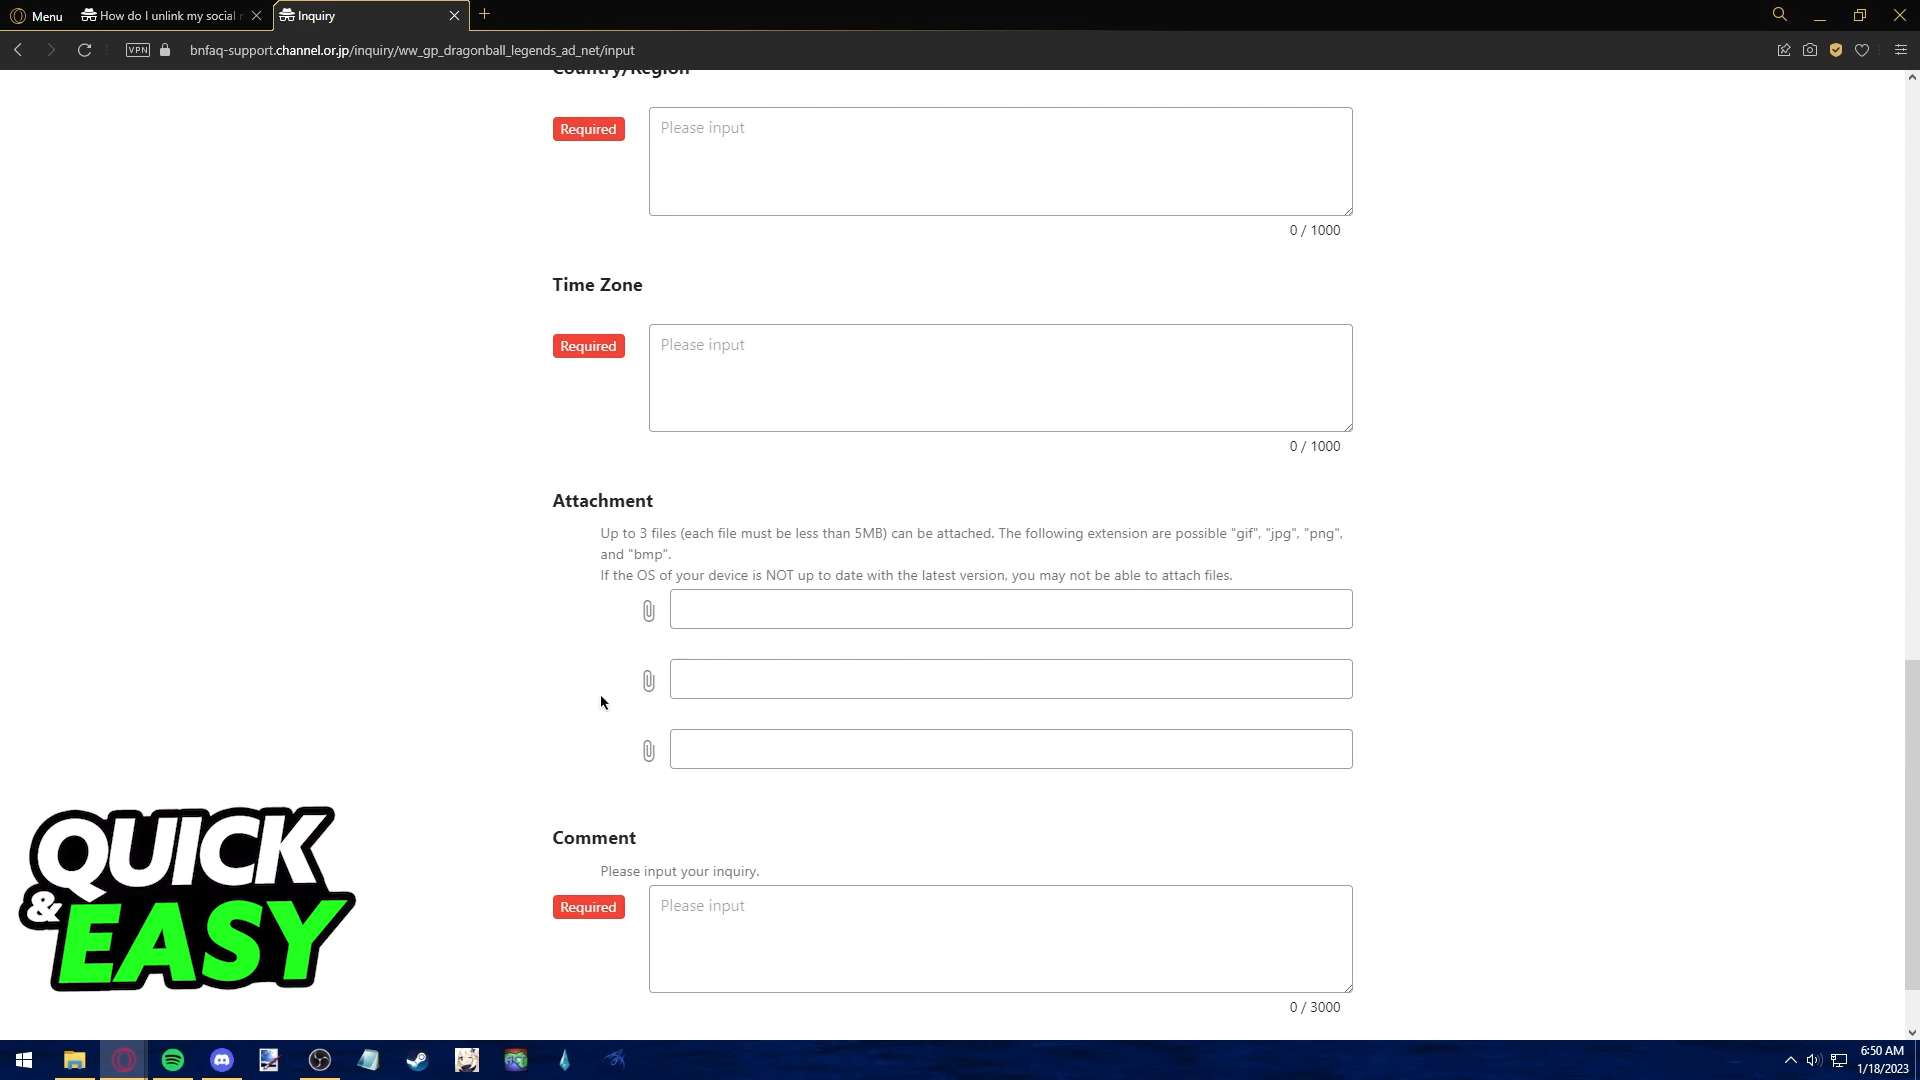 Menu
How do I unlink my social
Inquiry
VPN
bnfaq-support.channel.or.jp/inquiry/ww_gp_dragonball_legends_ad_net/input
Country/Region
Required
Please input
0 / 1000
Time Zone
Required
Please input
0 / 1000
Attachment
Up to 3 files (each file must be less than 5MB) can be attached. The following extension are possible "gif", "jpg", "png",
and "bmp".
If the OS of your device is NOT up to date with the latest version, you may not be able to attach files.
Comment
Please input your inquiry.
Required
Please input
0 / 3000
QUICK
& EASY
6:50 AM
1/18/2023